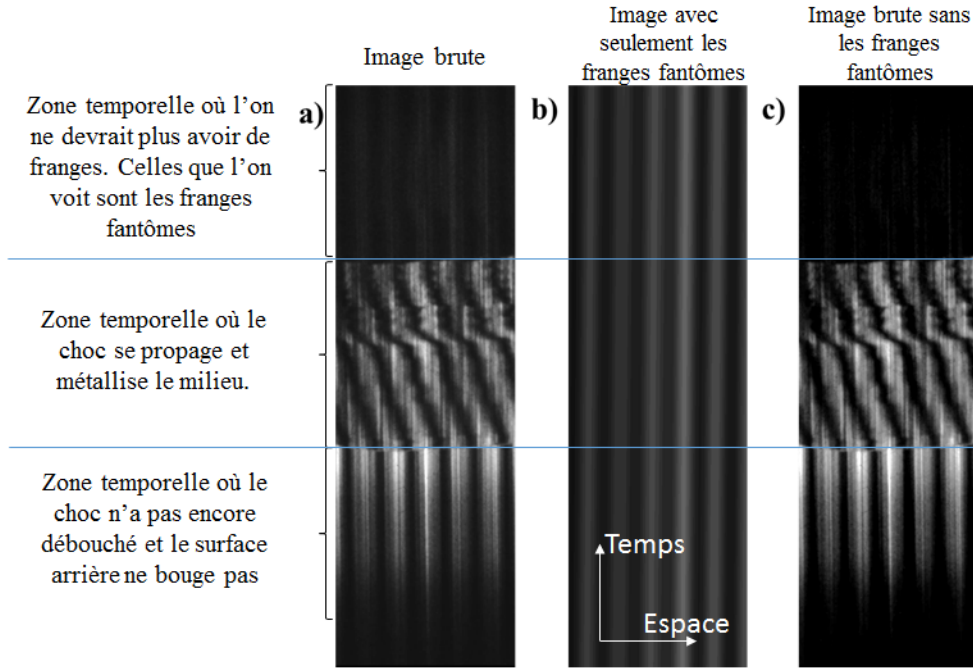 Image brute
Image avec
seulement les
franges fantômes
Image brute sans
les franges
fantômes
a)
b)
c)
Zone temporelle où l'on
ne devrait plus avoir de
franges. Celles que l'on
voit sont les franges
fantômes
Zone temporelle où le
choc se propage et
métallise le milieu.
Zone temporelle où le
choc n'a pas encore
débouché et le surface
arrière ne bouge pas
Temps
Espace